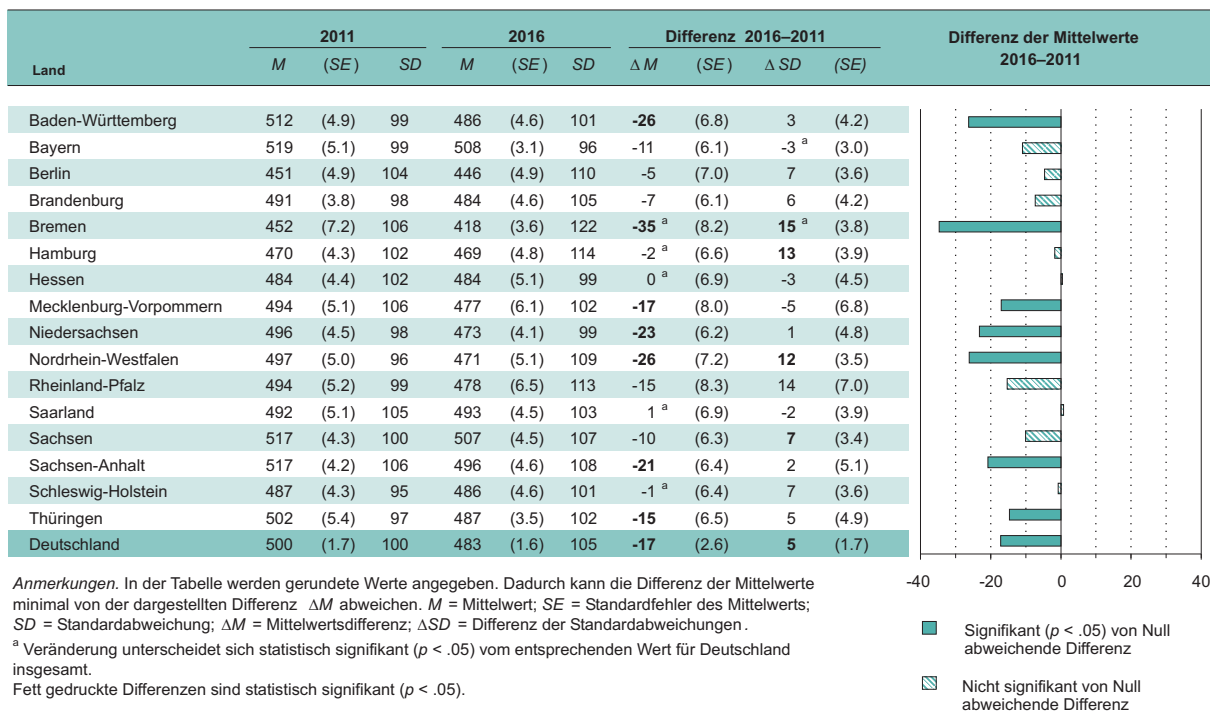 2011 2016 Differenz 2016–2011 Differenz der Mittelwerte 2016–2011
Land M (SE) SD M (SE) SD Δ M (SE) Δ SD (SE)
Baden-Württemberg 512 (4.9) 99 486 (4.6) 101 -26 (6.8) 3 (4.2)
Bayern 519 (5.1) 99 508 (3.1) 96 -11 (6.1) -3 a (3.0)
Berlin 451 (4.9) 104 446 (4.9) 110 -5 (7.0) 7 (3.6)
Brandenburg 491 (3.8) 98 484 (4.6) 105 -7 (6.1) 6 (4.2)
Bremen 452 (7.2) 106 418 (3.6) 122 -35 a (8.2) 15 a (3.8)
Hamburg 470 (4.3) 102 469 (4.8) 114 -2 a (6.6) 13 (3.9)
Hessen 484 (4.4) 102 484 (5.1) 99 0 a (6.9) -3 (4.5)
Mecklenburg-Vorpommern 494 (5.1) 106 477 (6.1) 102 -17 (8.0) -5 (6.8)
Niedersachsen 496 (4.5) 98 473 (4.1) 99 -23 (6.2) 1 (4.8)
Nordrhein-Westfalen 497 (5.0) 96 471 (5.1) 109 -26 (7.2) 12 (3.5)
Rheinland-Pfalz 494 (5.2) 99 478 (6.5) 113 -15 (8.3) 14 (7.0)
Saarland 492 (5.1) 105 493 (4.5) 103 1 a (6.9) -2 (3.9)
Sachsen 517 (4.3) 100 507 (4.5) 107 -10 (6.3) 7 (3.4)
Sachsen-Anhalt 517 (4.2) 106 496 (4.6) 108 -21 (6.4) 2 (5.1)
Schleswig-Holstein 487 (4.3) 95 486 (4.6) 101 -1 a (6.4) 7 (3.6)
Thüringen 502 (5.4) 97 487 (3.5) 102 -15 (6.5) 5 (4.9)
Deutschland 500 (1.7) 100 483 (1.6) 105 -17 (2.6) 5 (1.7)
-40 -20 0 20 40
Anmerkungen. In der Tabelle werden gerundete Werte angegeben. Dadurch kann die Differenz der Mittelwerte
minimal von der dargestellten Differenz ΔM abweichen. M = Mittelwert; SE = Standardfehler des Mittelwerts;
SD = Standardabweichung; ΔM = Mittelwertsdifferenz; ΔSD = Differenz der Standardabweichungen.
a Veränderung unterscheidet sich statistisch signifikant (p < .05) vom entsprechenden Wert für Deutschland
insgesamt.
Fett gedruckte Differenzen sind statistisch signifikant (p < .05).
Signifikant (p < .05) von Null
abweichende Differenz
Nicht signifikant von Null
abweichende Differenz